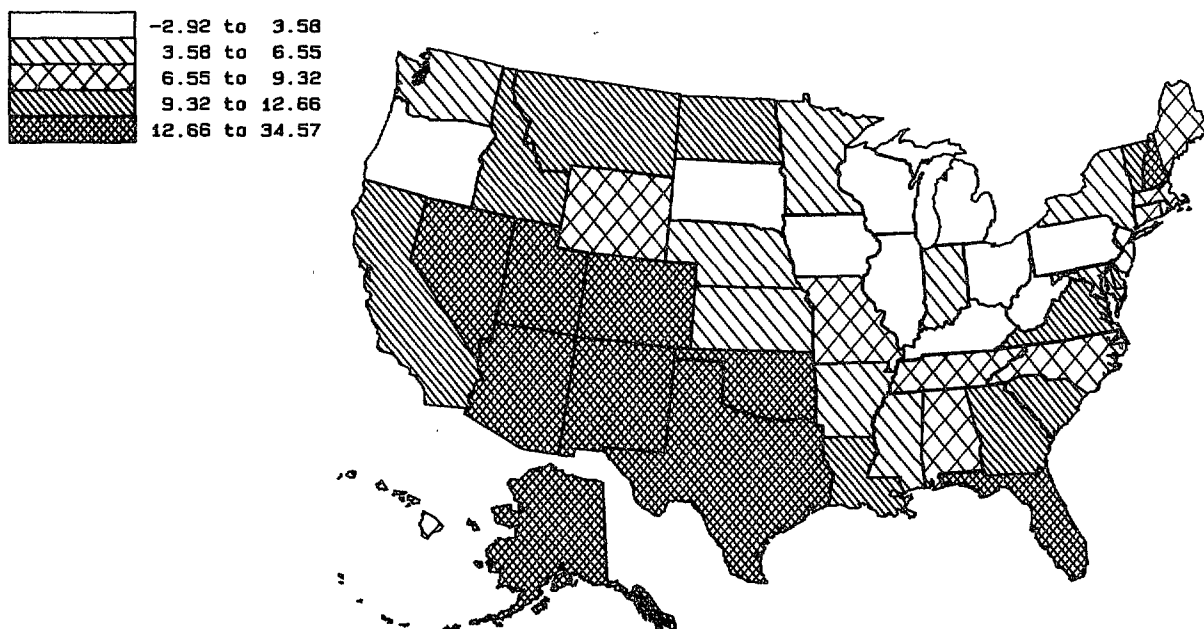 -2.92 to 3.58
3.58 to 6.55
6.55 to 9.32
9.32 to 12.66
12.66 to 34.57